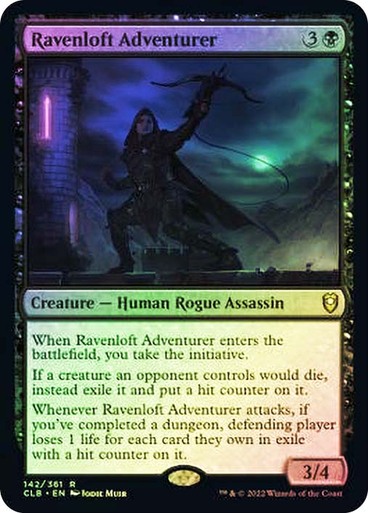 Ravenloft Adventurer 3
Creature — Human Rogue Assassin
When Ravenloft Adventurer enters the
battlefield, you take the initiative.
If a creature an opponent controls would die,
instead exile it and put a hit counter on it.
Whenever Ravenloft Adventurer attacks, if
you've completed a dungeon, defending player
loses 1 life for each card they own in exile
with a hit counter on it.
3/4
142/361 R
CLB • EN Jodie Muir
™ & © 2022 Wizards of the Coast